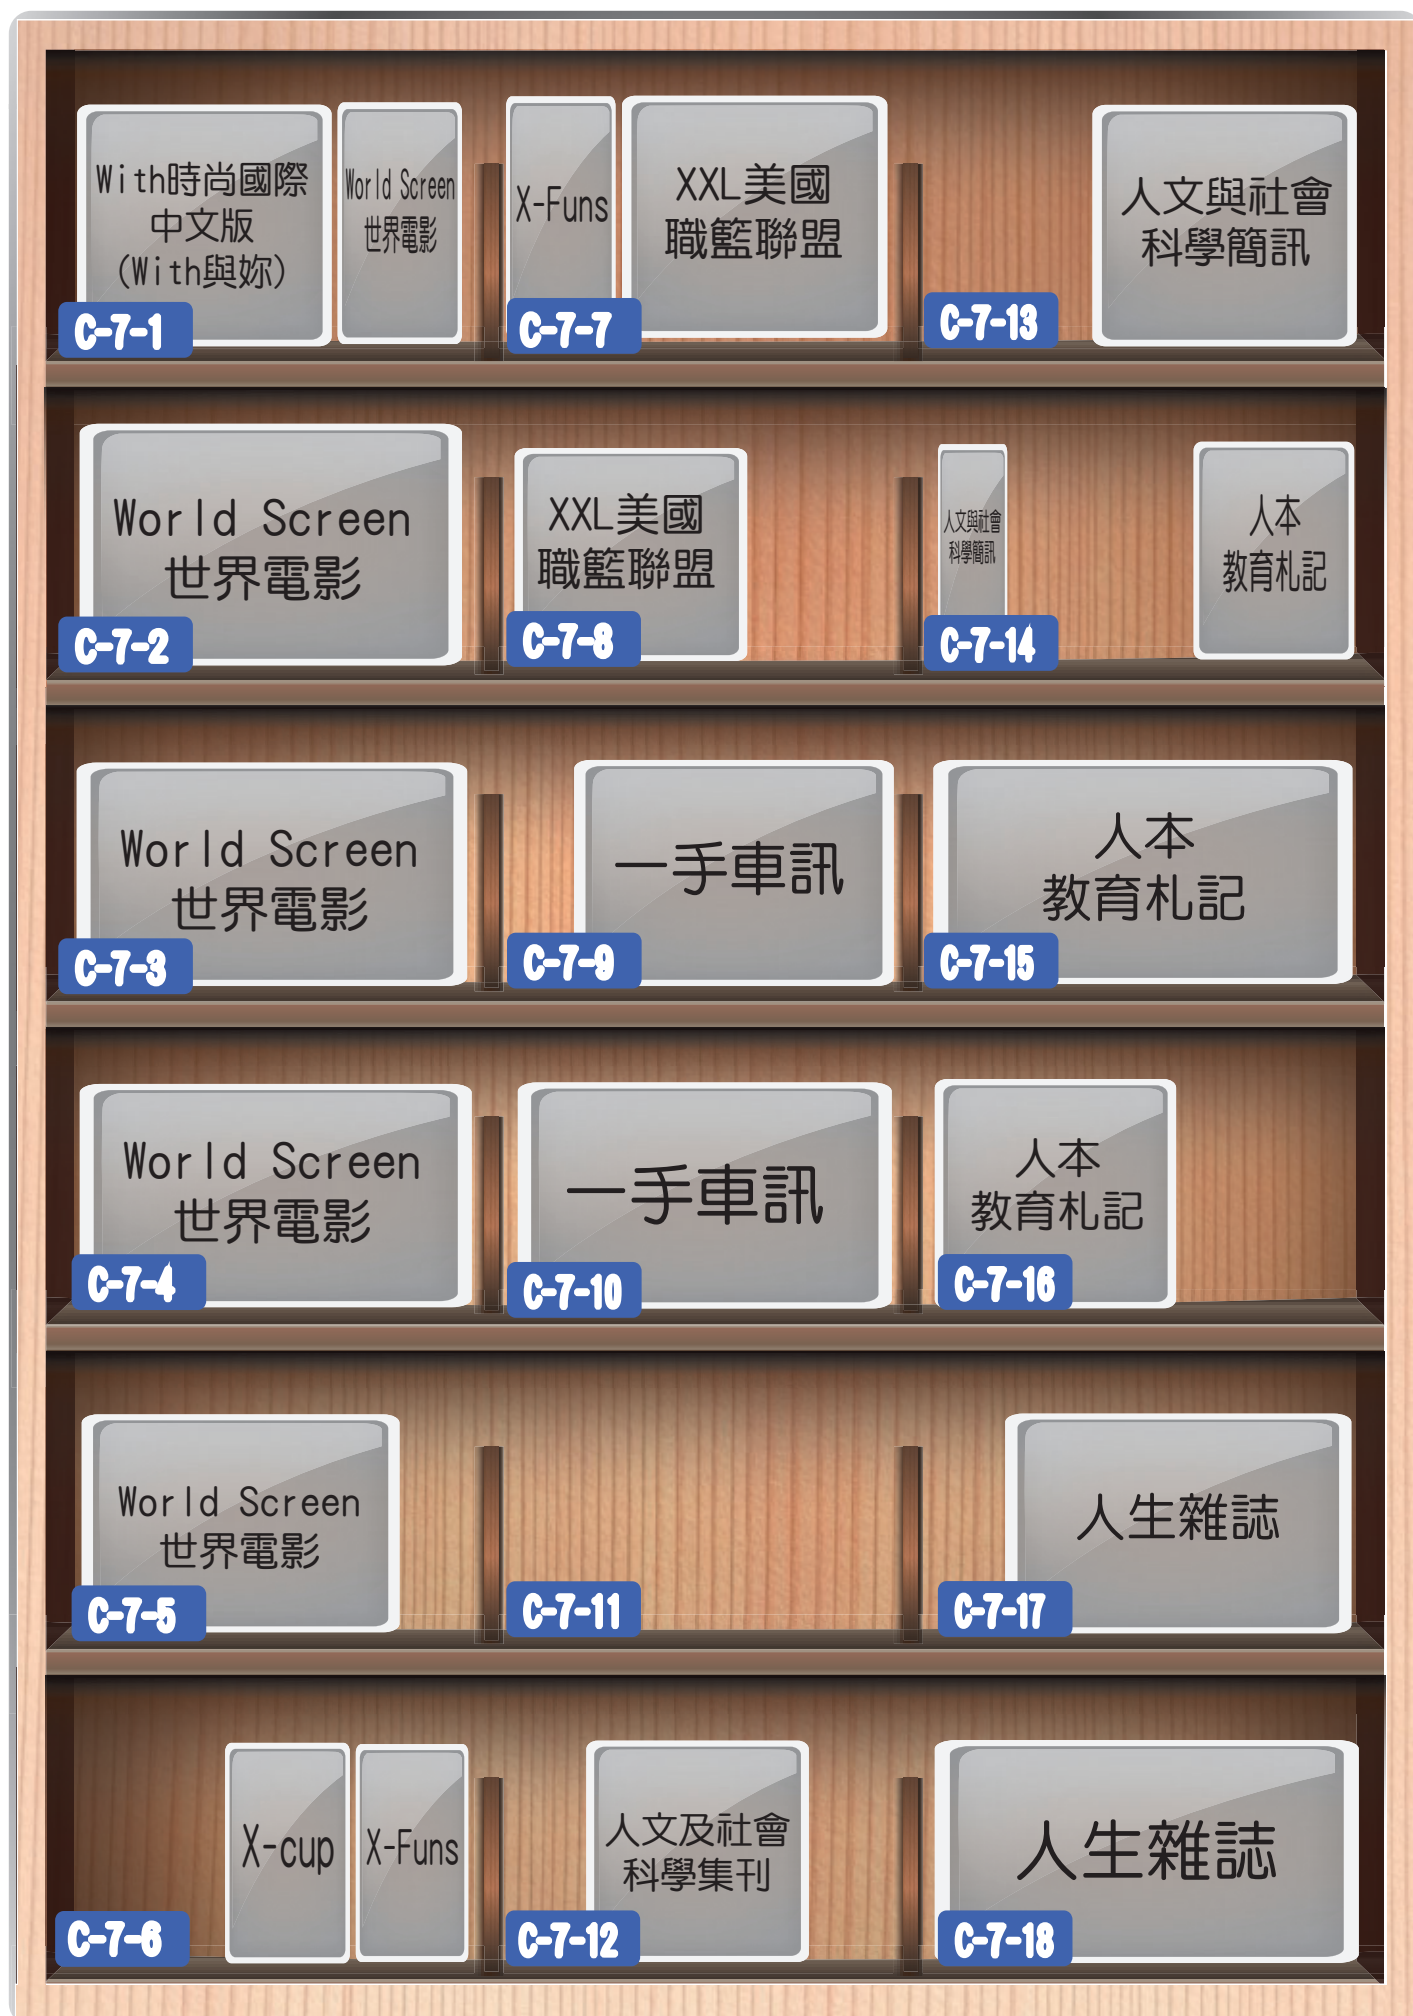 With時尚國際
中文版
(With與妳)
World Screen
世界電影
C-7-1
X-Funs
XXL美國
職籃聯盟
C-7-7
人文與社會
科學簡訊
C-7-13
World Screen
世界電影
C-7-2
XXL美國
職籃聯盟
C-7-8
人文與社會
科學簡訊
C-7-14
人本
教育札記
World Screen
世界電影
C-7-3
一手車訊
C-7-9
人本
教育札記
C-7-15
World Screen
世界電影
C-7-4
一手車訊
C-7-10
人本
教育札記
C-7-16
World Screen
世界電影
C-7-5
C-7-11
人生雜誌
C-7-17
X-cup
X-Funs
C-7-6
人文及社會
科學集刊
C-7-12
人生雜誌
C-7-18